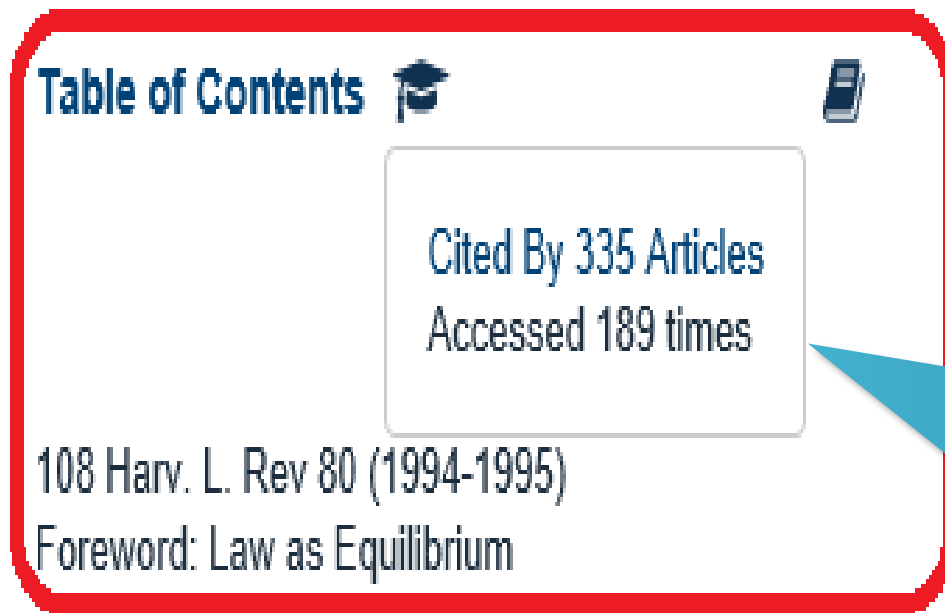 Table of Contents
Cited By 335 Articles
Accessed 189 times
108 Harv. L. Rev 80 (1994-1995)
Foreword: Law as Equilibrium